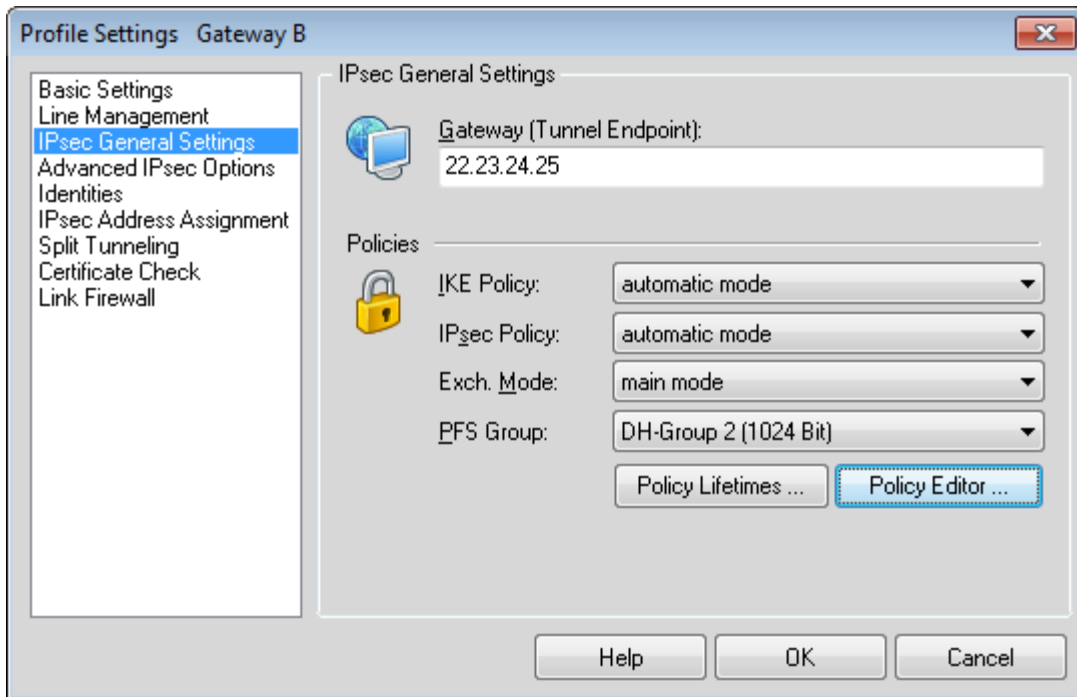 Profile Settings   Gateway B
Basic Settings
Line Management
IPsec General Settings
Advanced IPsec Options
Identities
IPsec Address Assignment
Split Tunneling
Certificate Check
Link Firewall
IPsec General Settings
Gateway (Tunnel Endpoint):
22.23.24.25
Policies
IKE Policy: automatic mode
IPsec Policy: automatic mode
Exch. Mode: main mode
PFS Group: DH-Group 2 (1024 Bit)
Policy Lifetimes ... Policy Editor ...
Help OK Cancel